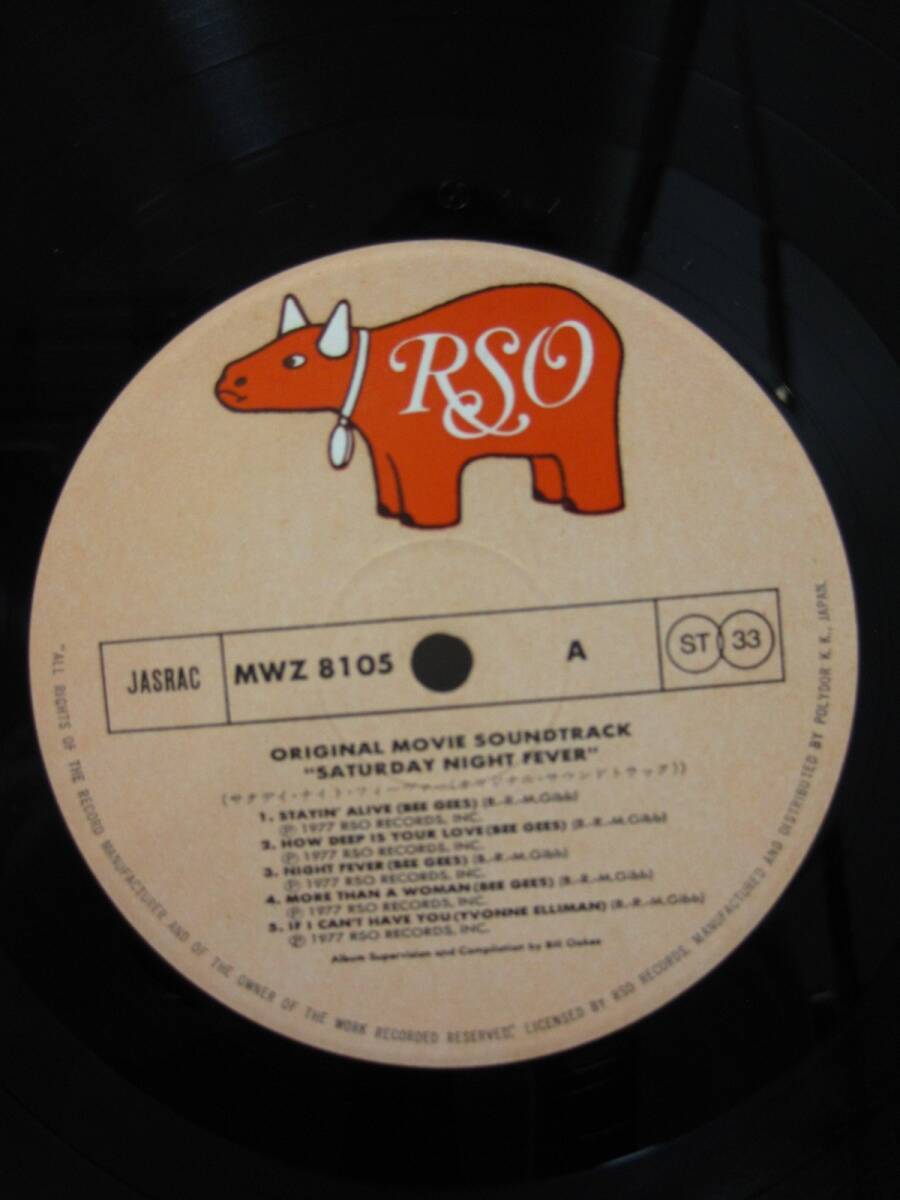 RSO
JASRAC
MWZ 8105
A
ST 33
ORIGINAL MOVIE SOUNDTRACK
"SATURDAY NIGHT FEVER"
(サタデイ・ナイト・フィーバー(オリジナル・サウンドトラック))
1. STAYIN' ALIVE (BEE GEES) (B.-R.-M.Gibb)
Ⓟ 1977 RSO RECORDS, INC.
2. HOW DEEP IS YOUR LOVE (BEE GEES) (B.-R.-M.Gibb)
Ⓟ 1977 RSO RECORDS, INC.
3. NIGHT FEVER (BEE GEES) (B.-R.-M.Gibb)
Ⓟ 1977 RSO RECORDS, INC.
4. MORE THAN A WOMAN (BEE GEES) (B.-R.-M.Gibb)
Ⓟ 1977 RSO RECORDS, INC.
5. IF I CAN'T HAVE YOU (YVONNE ELLIMAN) (B.-R.-M.Gibb)
Ⓟ 1977 RSO RECORDS, INC.
Album Supervision and Compilation by Bill Oakes
"ALL RIGHTS OF THE RECORD MANUFACTURER AND OF THE OWNER OF THE WORK RECORDED RESERVED." LICENSED BY RSO RECORDS, MANUFACTURED AND DISTRIBUTED BY POLYDOR K. K., JAPAN.